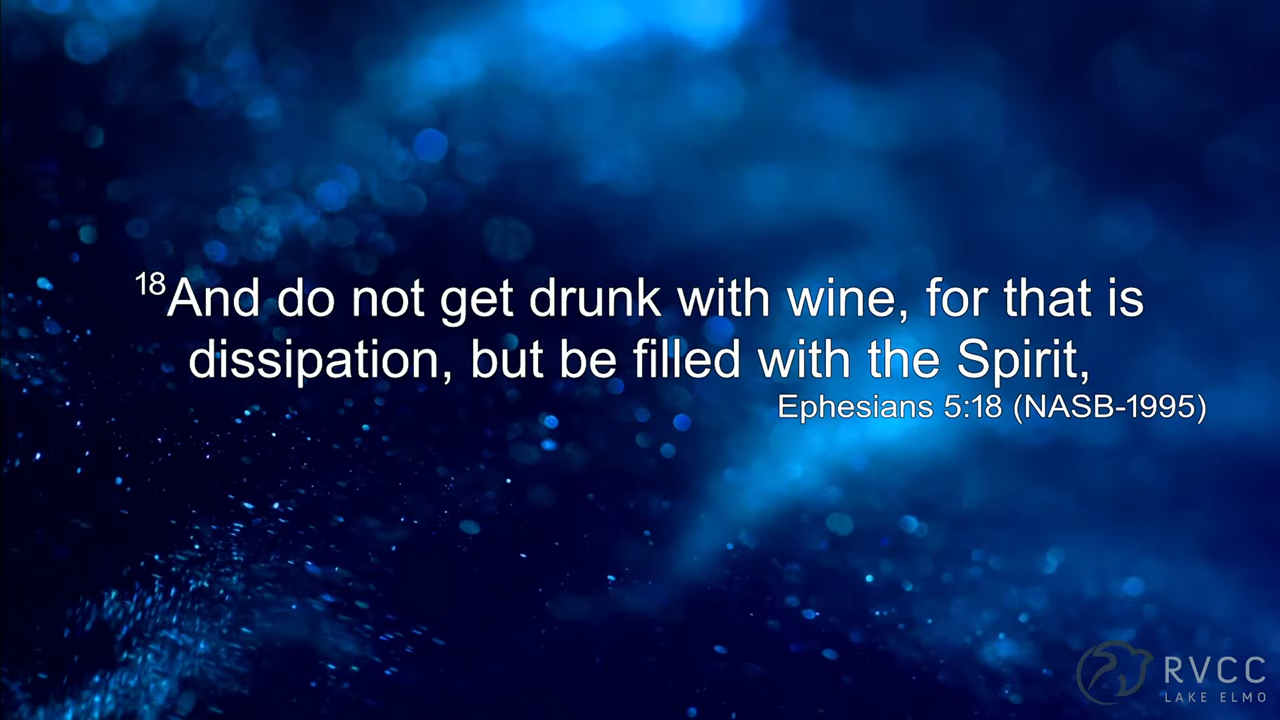 ¹⁸And do not get drunk with wine, for that is
dissipation, but be filled with the Spirit,
Ephesians 5:18 (NASB-1995)
RVCC
LAKE ELMO